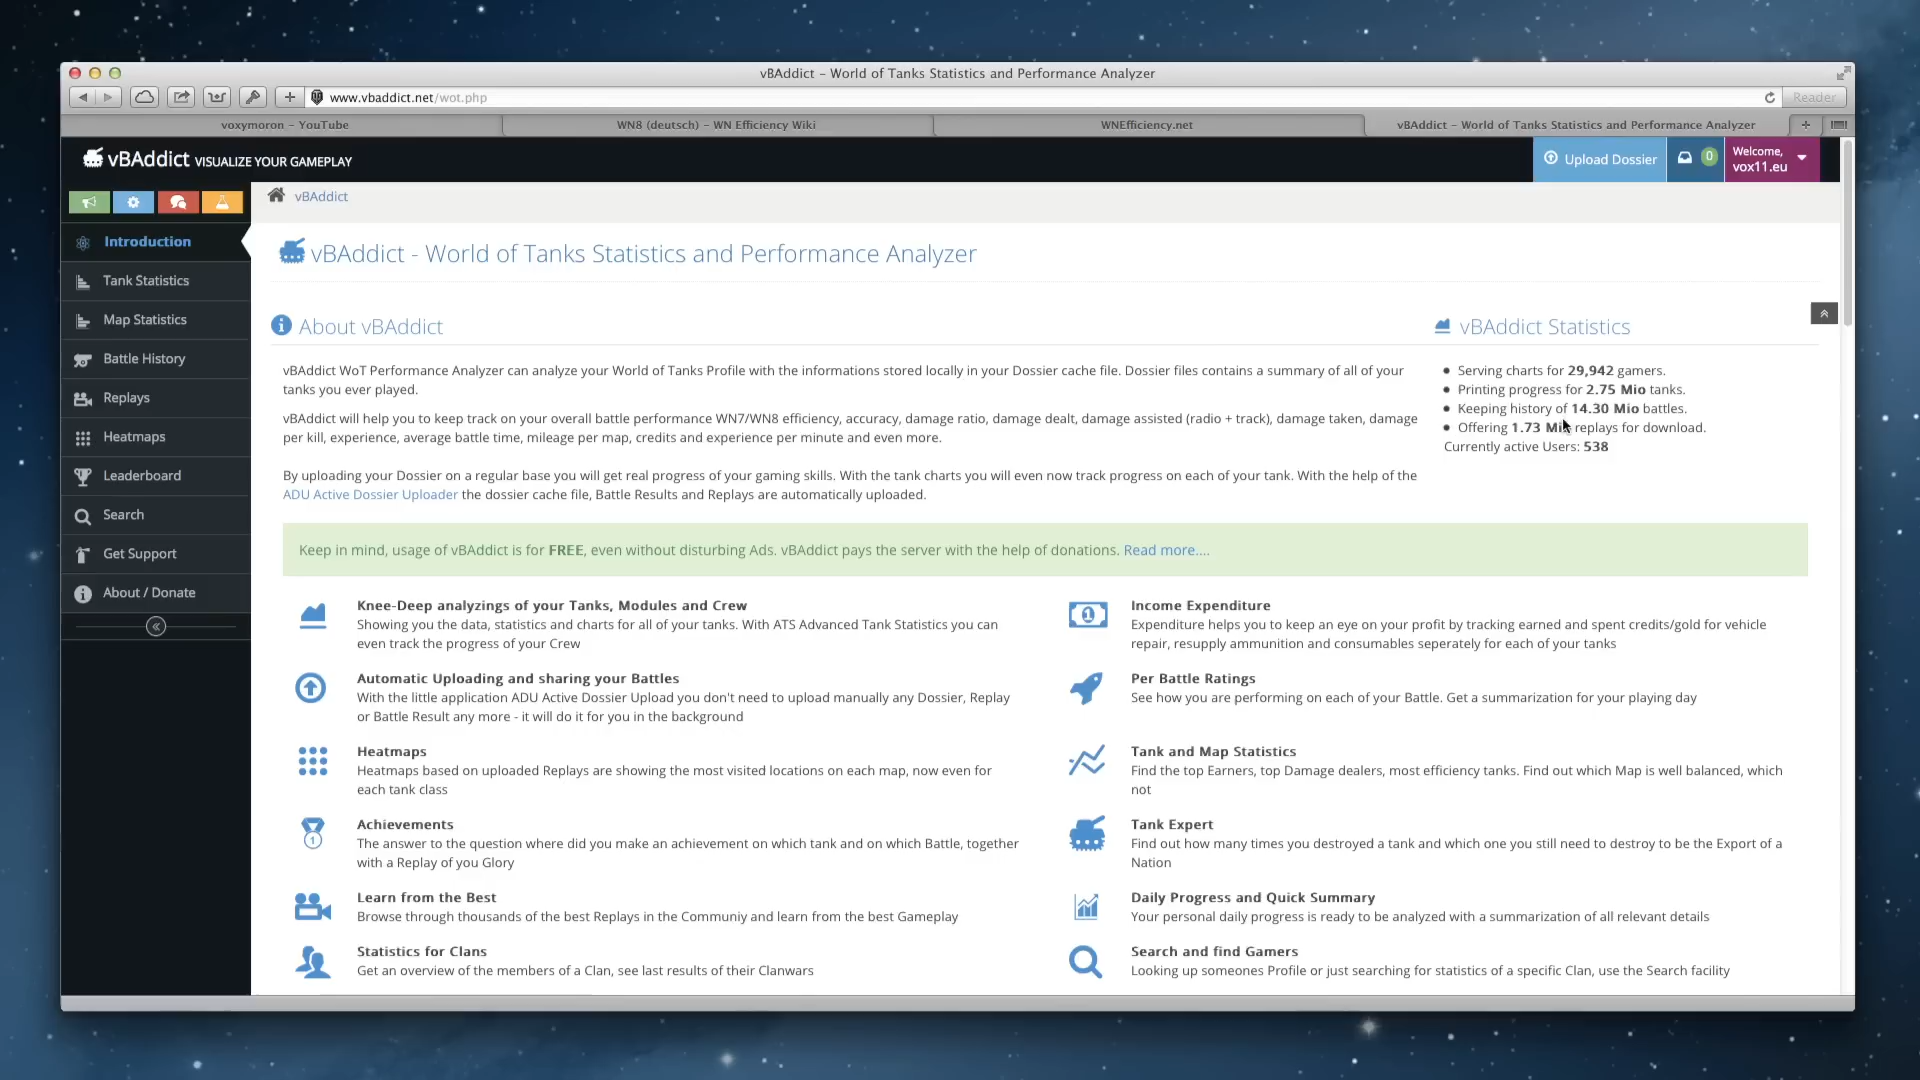 vBAddict – World of Tanks Statistics and Performance Analyzer
www.vbaddict.net/wot.php
Reader
voxymoron – YouTube
WN8 (deutsch) – WN Efficiency Wiki
WNEfficiency.net
vBAddict – World of Tanks Statistics and Performance Analyzer
vBAddict VISUALIZE YOUR GAMEPLAY
Upload Dossier
0
Welcome,
vox11.eu
vBAddict
Introduction
Tank Statistics
Map Statistics
Battle History
Replays
Heatmaps
Leaderboard
Search
Get Support
About / Donate
vBAddict - World of Tanks Statistics and Performance Analyzer
About vBAddict
vBAddict WoT Performance Analyzer can analyze your World of Tanks Profile with the informations stored locally in your Dossier cache file. Dossier files contains a summary of all of your
tanks you ever played.
vBAddict will help you to keep track on your overall battle performance WN7/WN8 efficiency, accuracy, damage ratio, damage dealt, damage assisted (radio + track), damage taken, damage
per kill, experience, average battle time, mileage per map, credits and experience per minute and even more.
By uploading your Dossier on a regular base you will get real progress of your gaming skills. With the tank charts you will even now track progress on each of your tank. With the help of the
ADU Active Dossier Uploader the dossier cache file, Battle Results and Replays are automatically uploaded.
vBAddict Statistics
Serving charts for 29,942 gamers.
Printing progress for 2.75 Mio tanks.
Keeping history of 14.30 Mio battles.
Offering 1.73 Mio replays for download.
Currently active Users: 538
Keep in mind, usage of vBAddict is for FREE, even without disturbing Ads. vBAddict pays the server with the help of donations. Read more....
Knee-Deep analyzings of your Tanks, Modules and Crew
Showing you the data, statistics and charts for all of your tanks. With ATS Advanced Tank Statistics you can
even track the progress of your Crew
Income Expenditure
Expenditure helps you to keep an eye on your profit by tracking earned and spent credits/gold for vehicle
repair, resupply ammunition and consumables seperately for each of your tanks
Automatic Uploading and sharing your Battles
With the little application ADU Active Dossier Upload you don't need to upload manually any Dossier, Replay
or Battle Result any more - it will do it for you in the background
Per Battle Ratings
See how you are performing on each of your Battle. Get a summarization for your playing day
Heatmaps
Heatmaps based on uploaded Replays are showing the most visited locations on each map, now even for
each tank class
Tank and Map Statistics
Find the top Earners, top Damage dealers, most efficiency tanks. Find out which Map is well balanced, which
not
Achievements
The answer to the question where did you make an achievement on which tank and on which Battle, together
with a Replay of you Glory
Tank Expert
Find out how many times you destroyed a tank and which one you still need to destroy to be the Export of a
Nation
Learn from the Best
Browse through thousands of the best Replays in the Communiy and learn from the best Gameplay
Daily Progress and Quick Summary
Your personal daily progress is ready to be analyzed with a summarization of all relevant details
Statistics for Clans
Get an overview of the members of a Clan, see last results of their Clanwars
Search and find Gamers
Looking up someones Profile or just searching for statistics of a specific Clan, use the Search facility